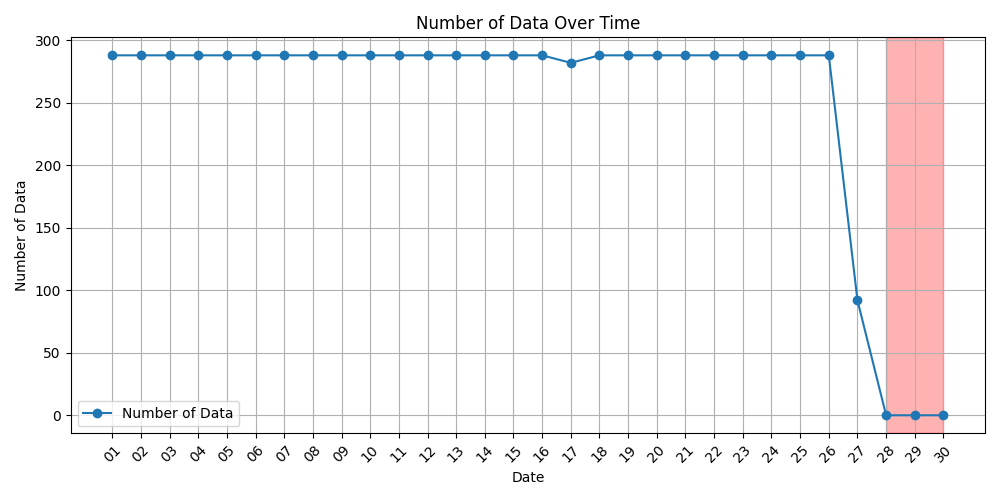 Number of Data Over Time
Number of Data
300
250
200
150
100
50
0
Number of Data
01 02 03 04 05 06 07 08 09 10 11 12 13 14 15 16 17 18 19 20 21 22 23 24 25 26 27 28 29 30
Date